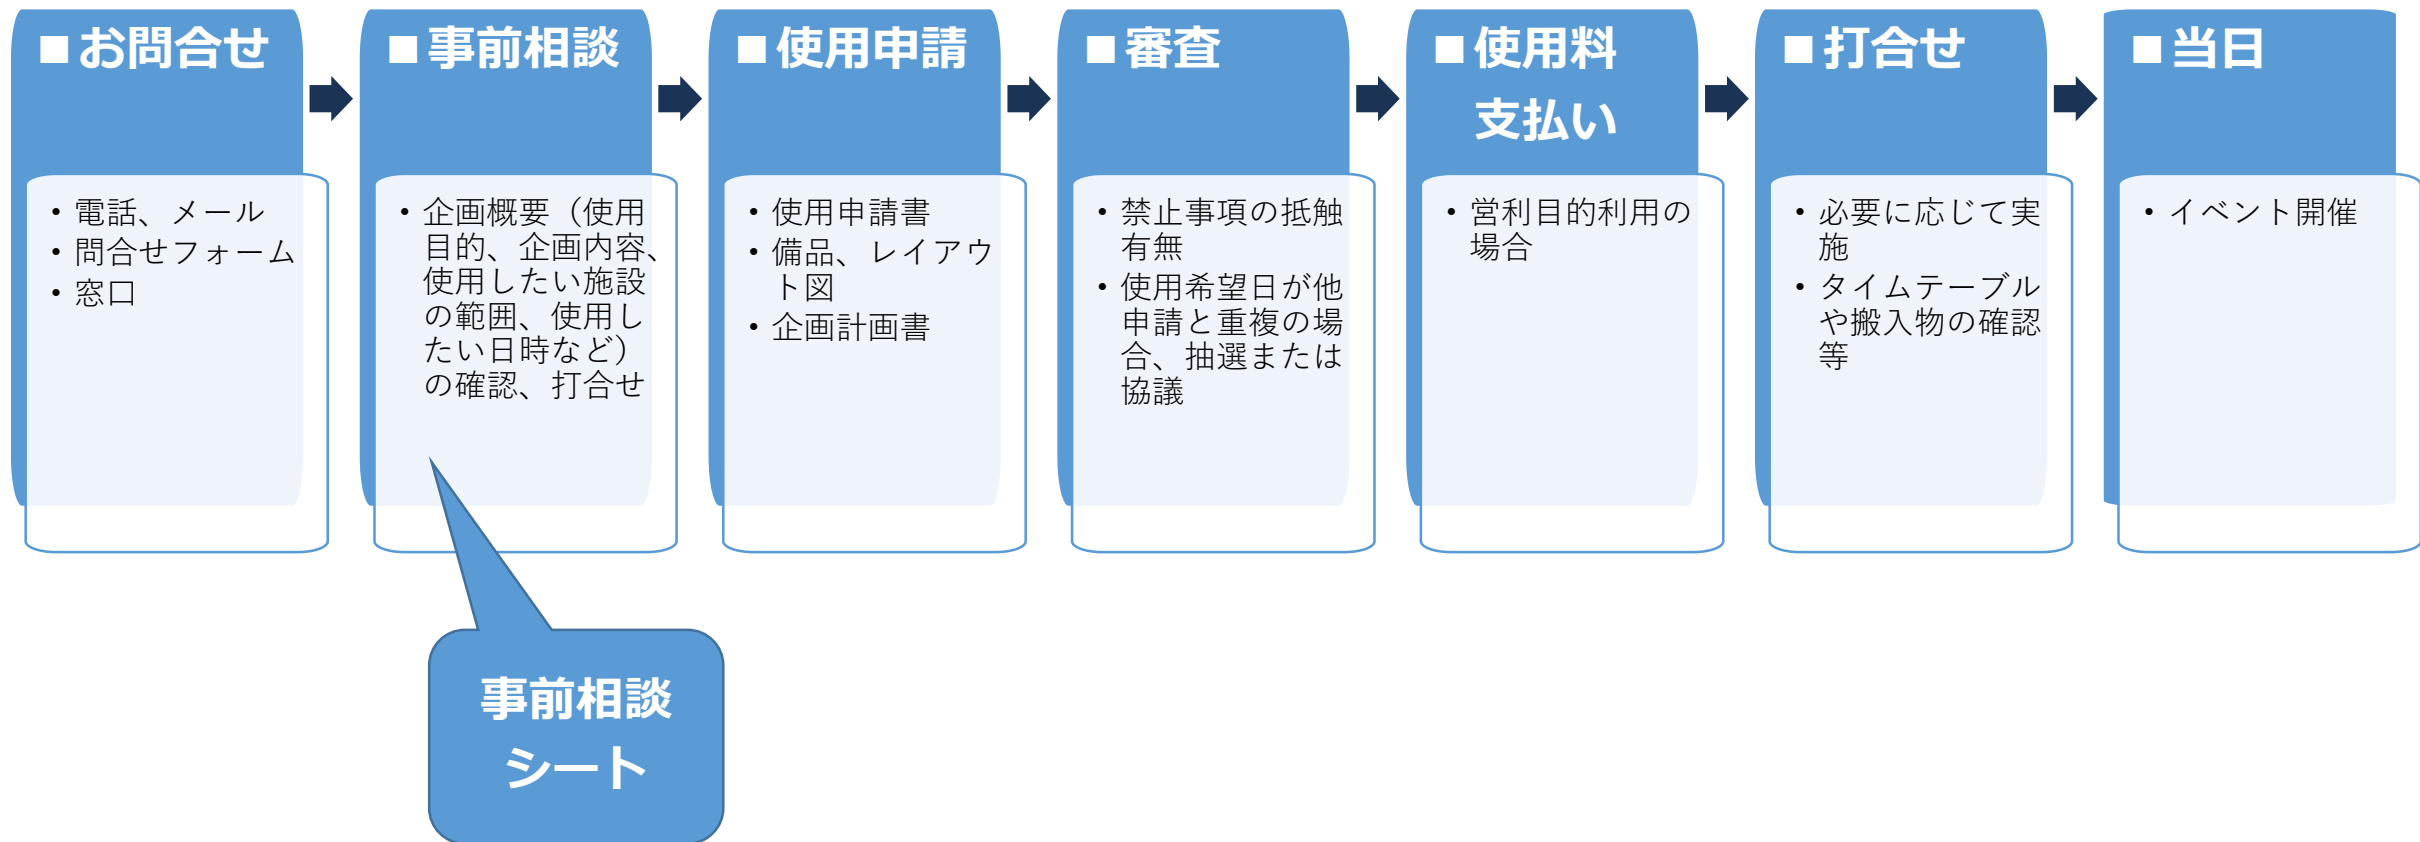 ■お問合せ
• 電話、メール
• 問合せフォーム
• 窓口
■事前相談
• 企画概要（使用
目的、企画内容、
使用したい施設
の範囲、使用し
たい日時など）
の確認、打合せ
■使用申請
• 使用申請書
• 備品、レイアウ
ト図
• 企画計画書
■審査
• 禁止事項の抵触
有無
• 使用希望日が他
申請と重複の場
合、抽選または
協議
■使用料
支払い
• 営利目的利用の
場合
■打合せ
• 必要に応じて実
施
• タイムテーブル
や搬入物の確認
等
■当日
• イベント開催
事前相談
シート